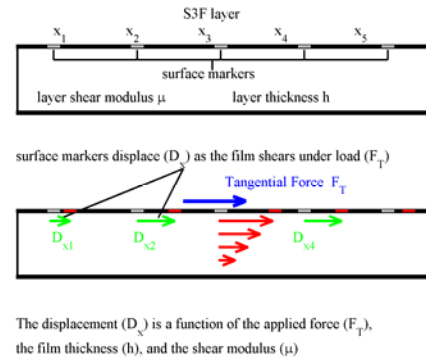 S3F layer
x1 x2 x3 x4 x5
surface markers
layer shear modulus μ layer thickness h
surface markers displace (Dx) as the film shears under load (FT)
Tangential Force FT
Dx1 Dx2 Dx4
The displacement (Dx) is a function of the applied force (FT),
the film thickness (h), and the shear modulus (μ)